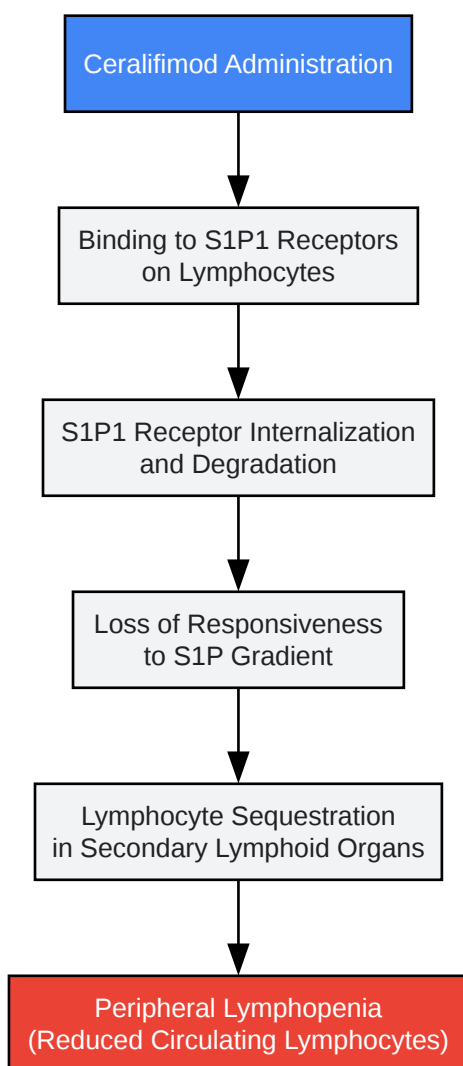 Ceralifimod Administration
Binding to S1P1 Receptors
on Lymphocytes
S1P1 Receptor Internalization
and Degradation
Loss of Responsiveness
to S1P Gradient
Lymphocyte Sequestration
in Secondary Lymphoid Organs
Peripheral Lymphopenia
(Reduced Circulating Lymphocytes)